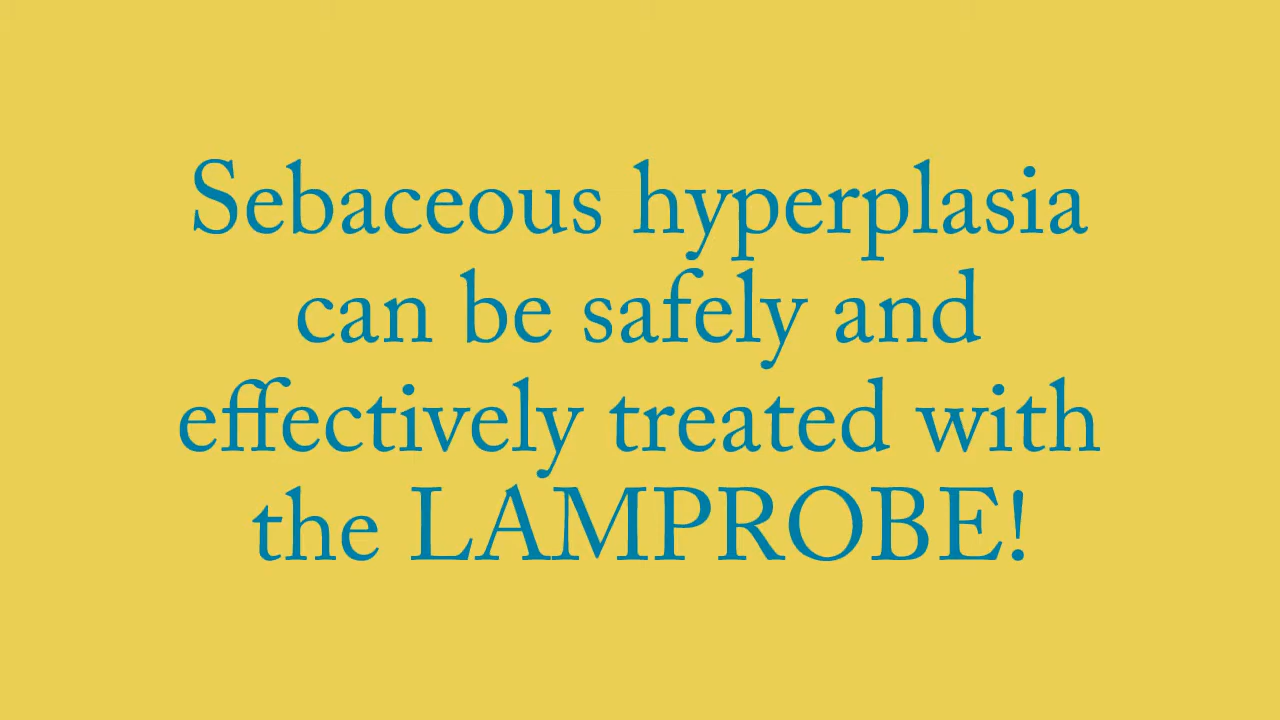 Sebaceous hyperplasia
can be safely and
effectively treated with
the LAMPROBE!